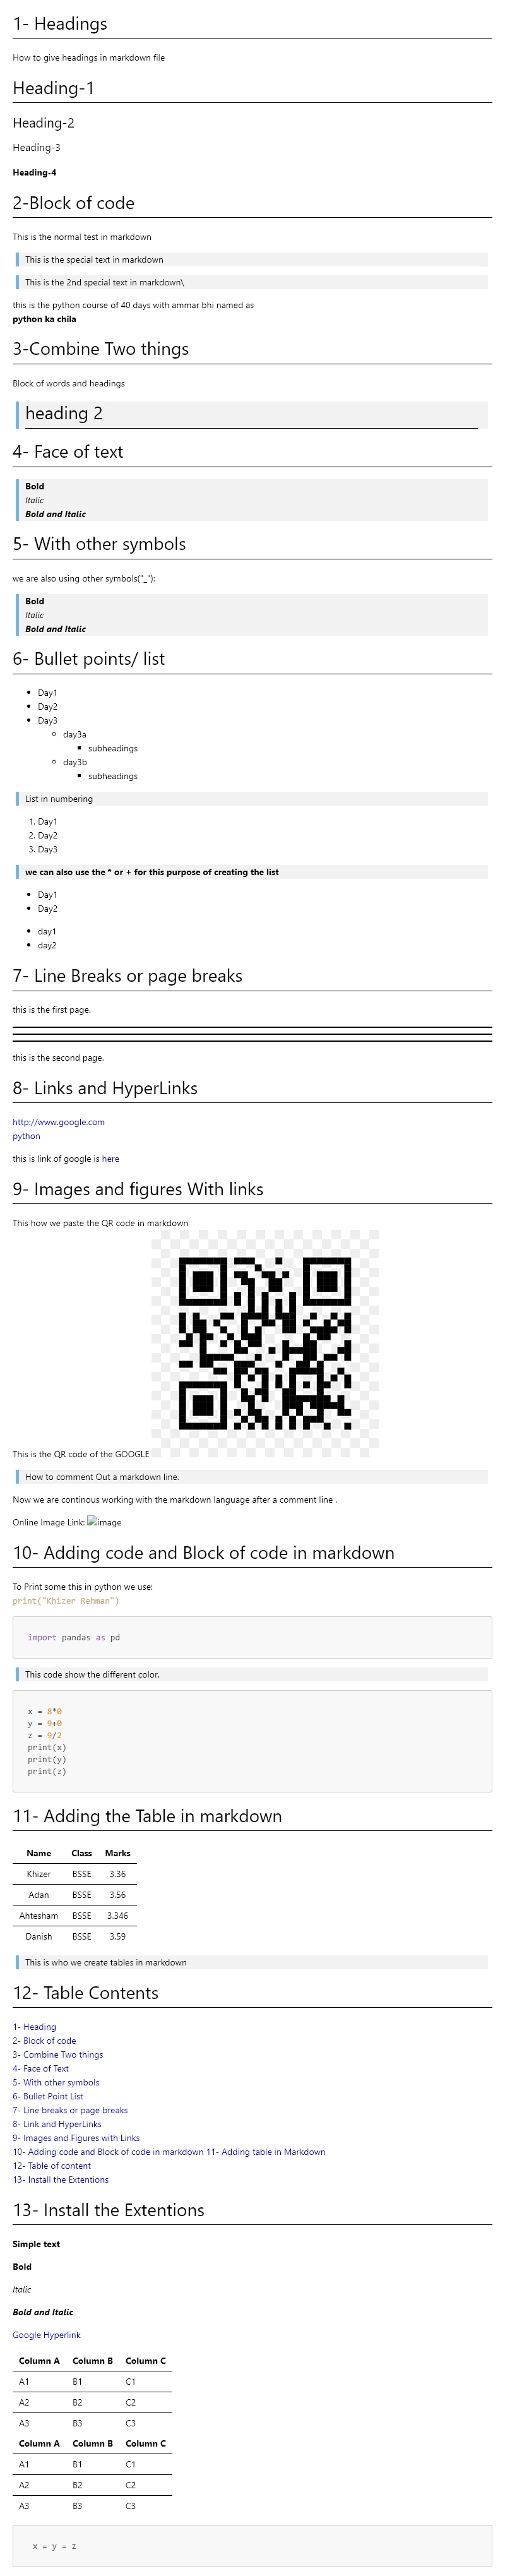 1- Headings
How to give headings in markdown file
Heading-1
Heading-2
Heading-3
Heading-4
2-Block of code
This is the normal test in markdown
This is the special text in markdown
This is the 2nd special text in markdown\
this is the python course of 40 days with ammar bhi named as
python ka chila
3-Combine Two things
Block of words and headings
heading 2
4- Face of text
Bold
Italic
Bold and Italic
5- With other symbols
we are also using other symbols("_"):
Bold
Italic
Bold and Italic
6- Bullet points/ list
Day1
Day2
Day3
day3a
subheadings
day3b
subheadings
List in numbering
1. Day1
2. Day2
3. Day3
we can also use the * or + for this purpose of creating the list
Day1
Day2
day1
day2
7- Line Breaks or page breaks
this is the first page.
this is the second page.
8- Links and HyperLinks
http://www.google.com
python
this is link of google is here
9- Images and figures With links
This how we paste the QR code in markdown
This is the QR code of the GOOGLE
How to comment Out a markdown line.
Now we are continous working with the markdown language after a comment line .
Online Image Link: image
10- Adding code and Block of code in markdown
To Print some this in python we use:
print("Khizer Rehman")
import pandas as pd
This code show the different color.
x = 8*0
y = 9+0
z = 9/2
print(x)
print(y)
print(z)
11- Adding the Table in markdown
Name Class Marks
Khizer BSSE 3.36
Adan BSSE 3.56
Ahtesham BSSE 3.346
Danish BSSE 3.59
This is who we create tables in markdown
12- Table Contents
1- Heading
2- Block of code
3- Combine Two things
4- Face of Text
5- With other symbols
6- Bullet Point List
7- Line breaks or page breaks
8- Link and HyperLinks
9- Images and Figures with Links
10- Adding code and Block of code in markdown 11- Adding table in Markdown
12- Table of content
13- Install the Extentions
13- Install the Extentions
Simple text
Bold
Italic
Bold and Italic
Google Hyperlink
Column A Column B Column C
A1 B1 C1
A2 B2 C2
A3 B3 C3
Column A Column B Column C
A1 B1 C1
A2 B2 C2
A3 B3 C3
x = y = z